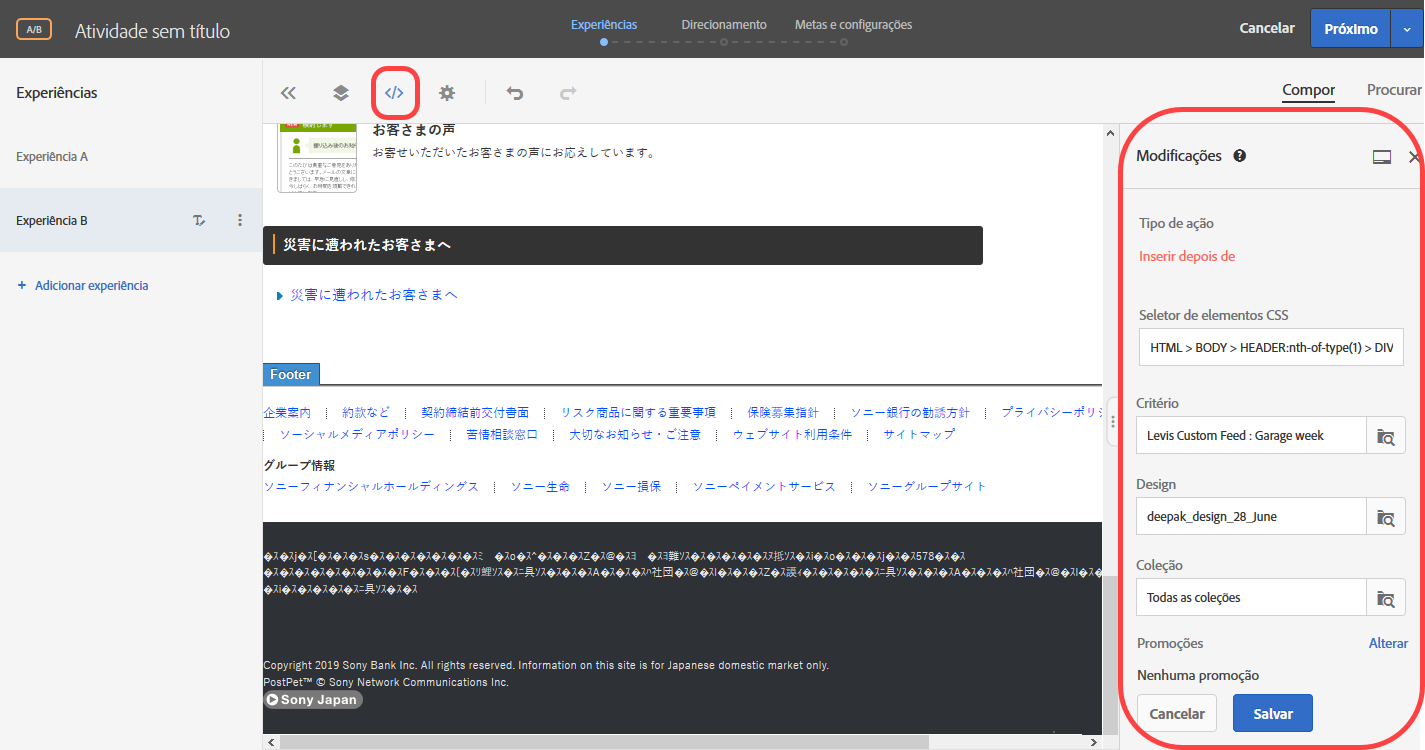 A/B
Atividade sem título
Experiências
Direcionamento
Metas e configurações
Cancelar
Próximo
Experiências
Experiência A
Experiência B
+ Adicionar experiência
</>
Compor
Procurar
お客さまの声
お寄せいただいたお客さまの声にお応えしています。
災害に遭われたお客さまへ
災害に遭われたお客さまへ
Footer
企業案内
約款など
契約締結前交付書面
リスク商品に関する重要事項
保険募集指針
ソニー銀行の勧誘方針
プライバシーポリシ
ソーシャルメディアポリシー
苦情相談窓口
大切なお知らせ・ご注意
ウェブサイト利用条件
サイトマップ
グループ情報
ソニーフィナンシャルホールディングス
ソニー生命
ソニー損保
ソニーペイメントサービス
ソニーグループサイト
Copyright 2019 Sony Bank Inc. All rights reserved. Information on this site is for Japanese domestic market only.
PostPet™ © Sony Network Communications Inc.
Sony Japan
Modificações
Tipo de ação
Inserir depois de
Seletor de elementos CSS
HTML > BODY > HEADER:nth-of-type(1) > DIV
Critério
Levis Custom Feed : Garage week
Design
deepak_design_28_June
Coleção
Todas as coleções
Promoções
Alterar
Nenhuma promoção
Cancelar
Salvar